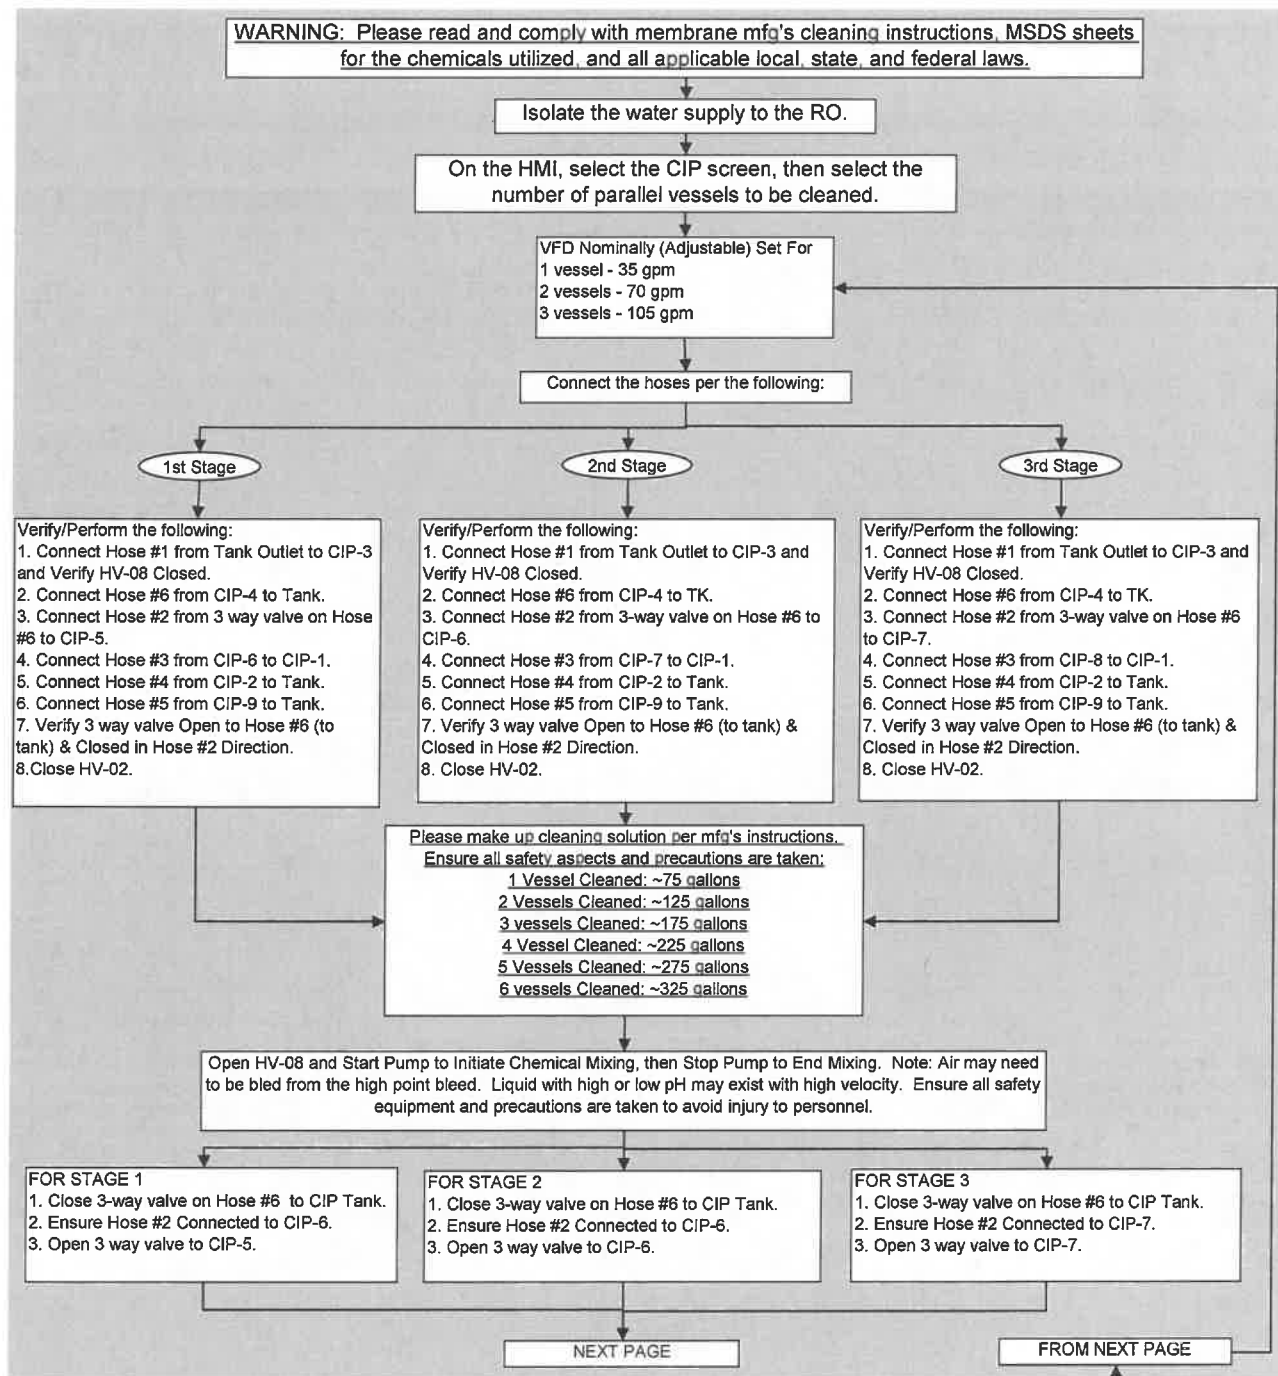 WARNING: Please read and comply with membrane mfg's cleaning instructions, MSDS sheets
for the chemicals utilized, and all applicable local, state, and federal laws.
Isolate the water supply to the RO.
On the HMI, select the CIP screen, then select the
number of parallel vessels to be cleaned.
VFD Nominally (Adjustable) Set For
1 vessel - 35 gpm
2 vessels - 70 gpm
3 vessels - 105 gpm
Connect the hoses per the following:
1st Stage
2nd Stage
3rd Stage
Verify/Perform the following:
1. Connect Hose #1 from Tank Outlet to CIP-3
and Verify HV-08 Closed.
2. Connect Hose #6 from CIP-4 to Tank.
3. Connect Hose #2 from 3 way valve on Hose
#6 to CIP-5.
4. Connect Hose #3 from CIP-6 to CIP-1.
5. Connect Hose #4 from CIP-2 to Tank.
6. Connect Hose #5 from CIP-9 to Tank.
7. Verify 3 way valve Open to Hose #6 (to
tank) & Closed in Hose #2 Direction.
8.Close HV-02.
Verify/Perform the following:
1. Connect Hose #1 from Tank Outlet to CIP-3 and
Verify HV-08 Closed.
2. Connect Hose #6 from CIP-4 to TK.
3. Connect Hose #2 from 3-way valve on Hose #6 to
CIP-6.
4. Connect Hose #3 from CIP-7 to CIP-1.
5. Connect Hose #4 from CIP-2 to Tank.
6. Connect Hose #5 from CIP-9 to Tank.
7. Verify 3 way valve Open to Hose #6 (to tank) &
Closed in Hose #2 Direction.
8. Close HV-02.
Verify/Perform the following:
1. Connect Hose #1 from Tank Outlet to CIP-3 and
Verify HV-08 Closed.
2. Connect Hose #6 from CIP-4 to TK.
3. Connect Hose #2 from 3-way valve on Hose #6
to CIP-7.
4. Connect Hose #3 from CIP-8 to CIP-1.
5. Connect Hose #4 from CIP-2 to Tank.
6. Connect Hose #5 from CIP-9 to Tank.
7. Verify 3 way valve Open to Hose #6 (to tank) &
Closed in Hose #2 Direction.
8. Close HV-02.
Please make up cleaning solution per mfg's instructions.
Ensure all safety aspects and precautions are taken:
1 Vessel Cleaned: ~75 gallons
2 Vessels Cleaned: ~125 gallons
3 vessels Cleaned: ~175 gallons
4 Vessel Cleaned: ~225 gallons
5 Vessels Cleaned: ~275 gallons
6 vessels Cleaned: ~325 gallons
Open HV-08 and Start Pump to Initiate Chemical Mixing, then Stop Pump to End Mixing. Note: Air may need
to be bled from the high point bleed. Liquid with high or low pH may exist with high velocity. Ensure all safety
equipment and precautions are taken to avoid injury to personnel.
FOR STAGE 1
1. Close 3-way valve on Hose #6 to CIP Tank.
2. Ensure Hose #2 Connected to CIP-6.
3. Open 3 way valve to CIP-5.
FOR STAGE 2
1. Close 3-way valve on Hose #6 to CIP Tank.
2. Ensure Hose #2 Connected to CIP-6.
3. Open 3 way valve to CIP-6.
FOR STAGE 3
1. Close 3-way valve on Hose #6 to CIP Tank.
2. Ensure Hose #2 Connected to CIP-7.
3. Open 3 way valve to CIP-7.
NEXT PAGE
FROM NEXT PAGE